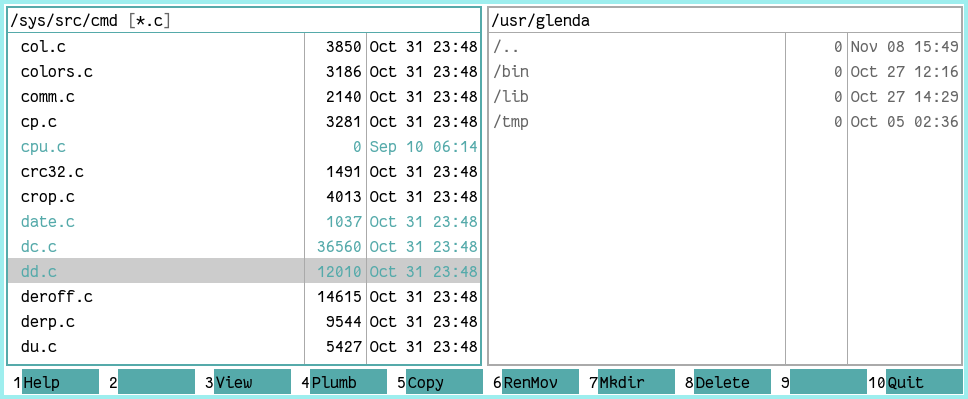 /sys/src/cmd [*.c]
col.c 3850 Oct 31 23:48
colors.c 3186 Oct 31 23:48
comm.c 2140 Oct 31 23:48
cp.c 3281 Oct 31 23:48
cpu.c 0 Sep 10 06:14
crc32.c 1491 Oct 31 23:48
crop.c 4013 Oct 31 23:48
date.c 1037 Oct 31 23:48
dc.c 36560 Oct 31 23:48
dd.c 12010 Oct 31 23:48
deroff.c 14615 Oct 31 23:48
derp.c 9544 Oct 31 23:48
du.c 5427 Oct 31 23:48
/usr/glenda
/.. 0 Nov 08 15:49
/bin 0 Oct 27 12:16
/lib 0 Oct 27 14:29
/tmp 0 Oct 05 02:36
1Help 2 3View 4Plumb 5Copy 6RenMov 7Mkdir 8Delete 9 10Quit